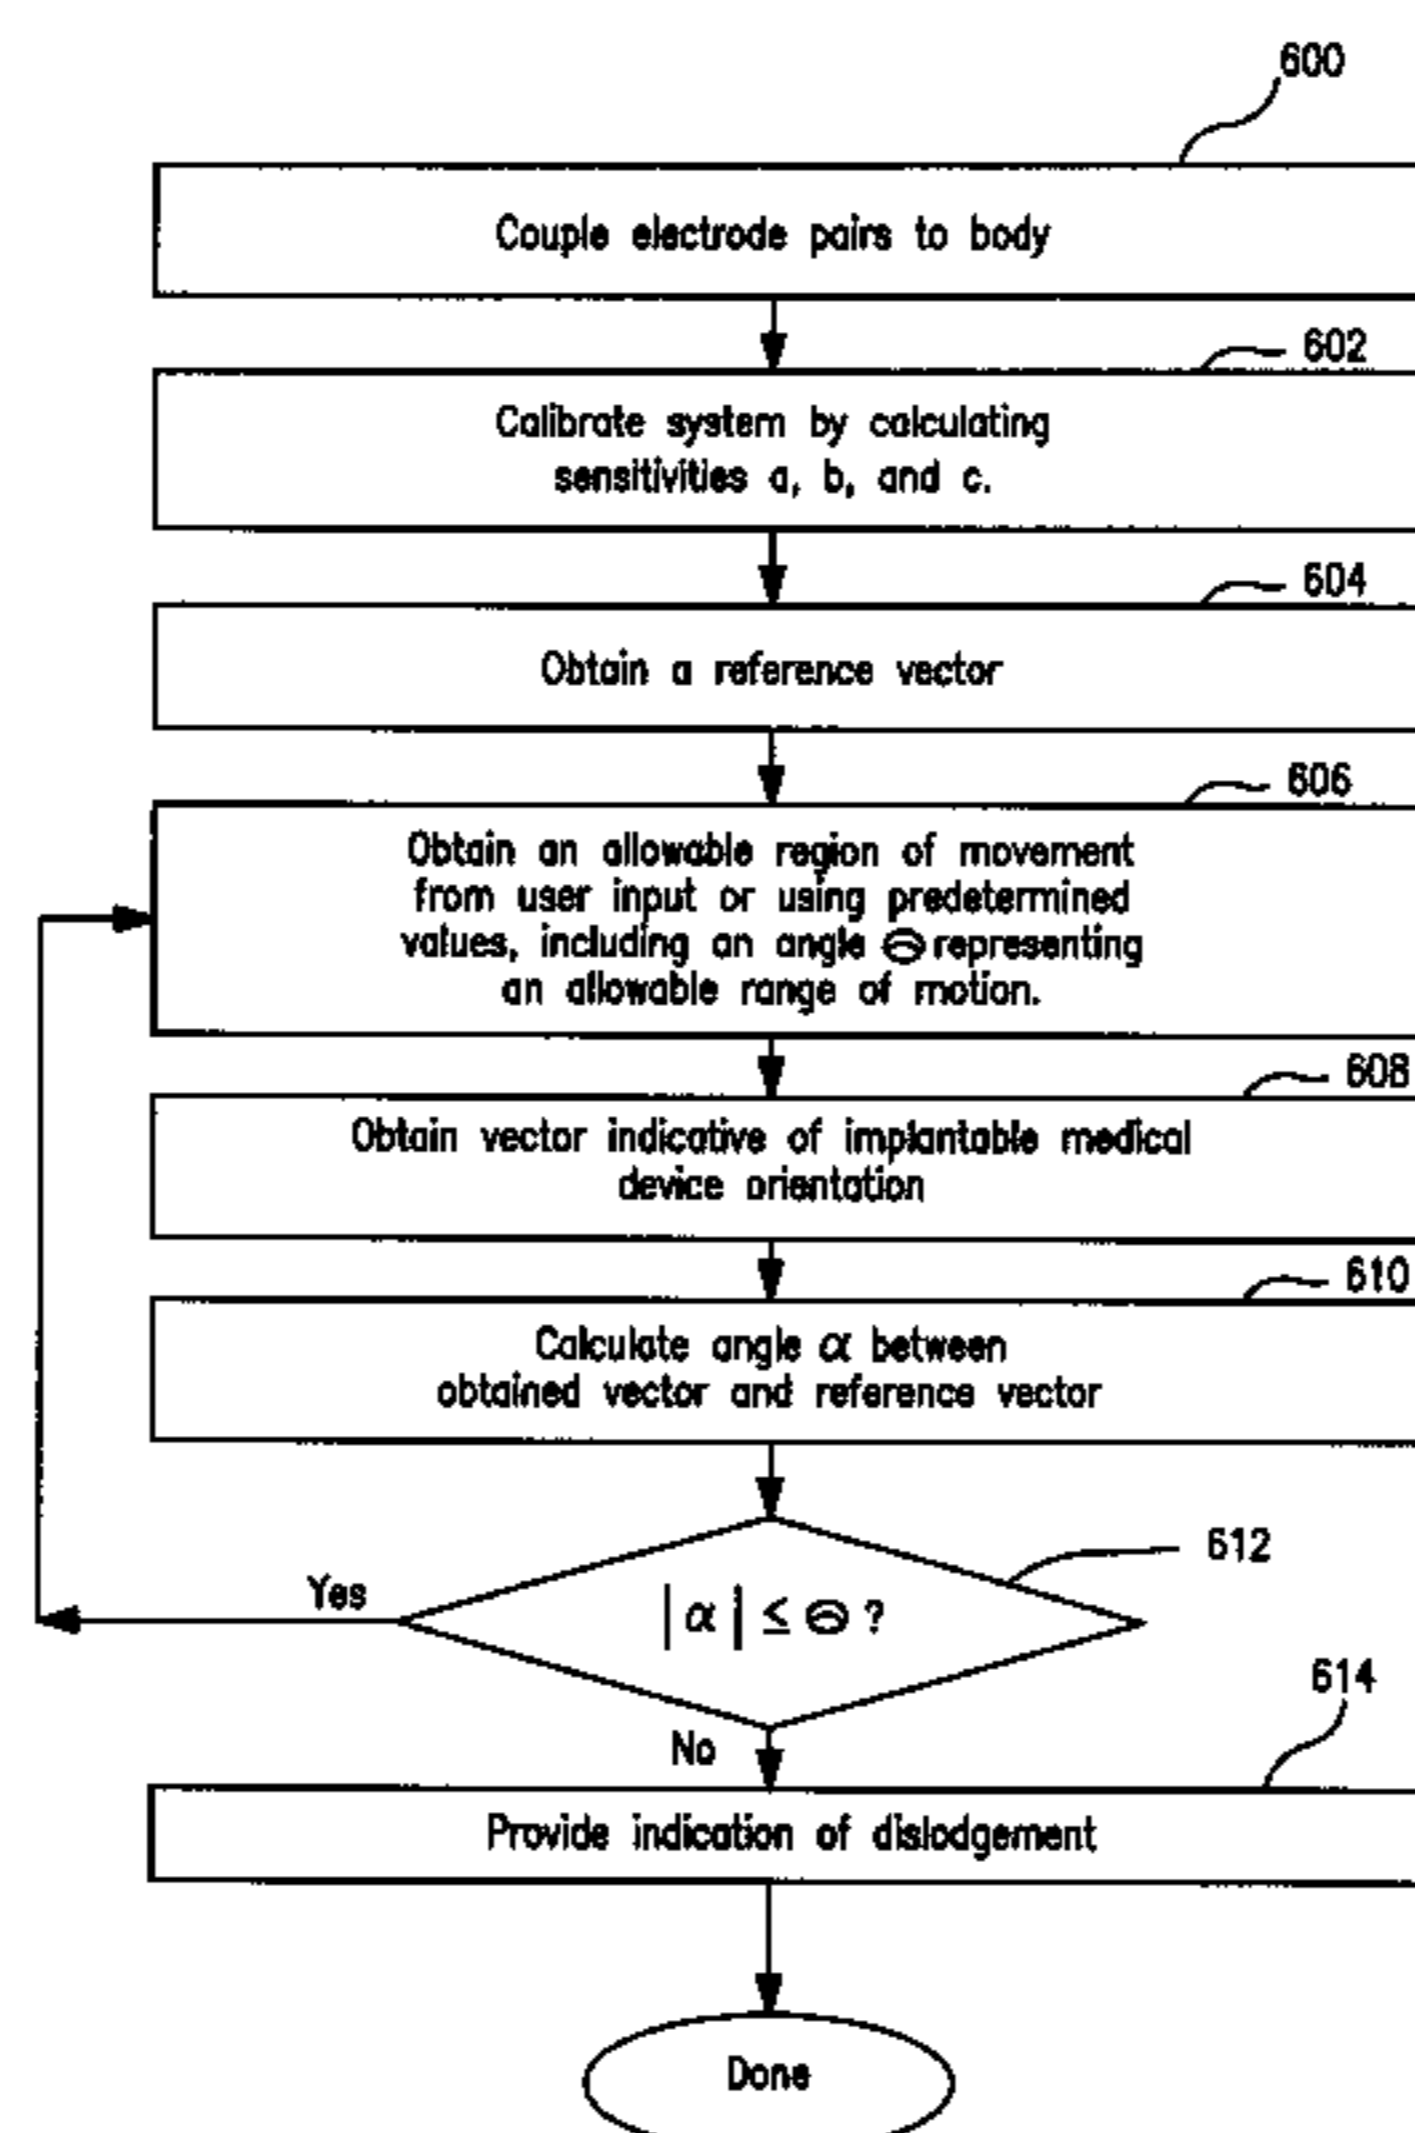 600
Couple electrode pairs to body
602
Calibrate system by calculating
sensitivities a, b, and c.
604
Obtain a reference vector
606
Obtain an allowable region of movement
from user input or using predetermined
values, including an angle Θ representing
an allowable range of motion.
608
Obtain vector indicative of implantable medical
device orientation
610
Calculate angle α between
obtained vector and reference vector
612
Yes
|α| ≤ Θ ?
614
No
Provide indication of dislodgement
Done